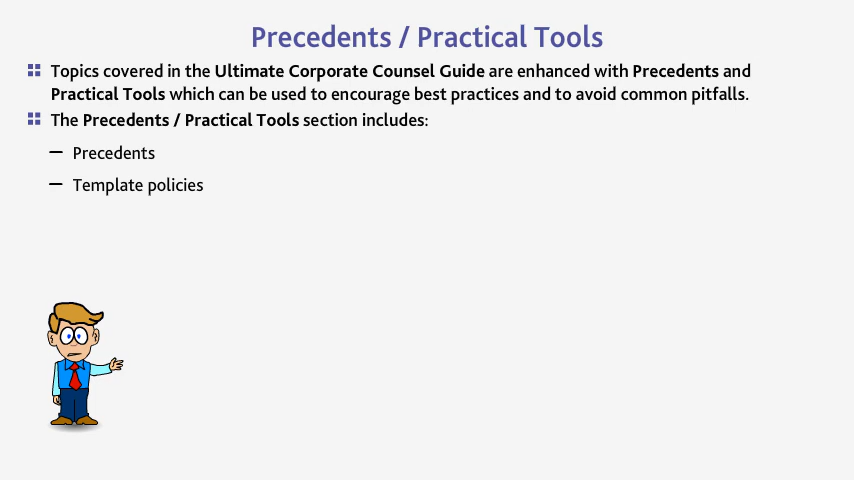 Precedents / Practical Tools
Topics covered in the Ultimate Corporate Counsel Guide are enhanced with Precedents and
Practical Tools which can be used to encourage best practices and to avoid common pitfalls.
The Precedents / Practical Tools section includes:
— Precedents
— Template policies